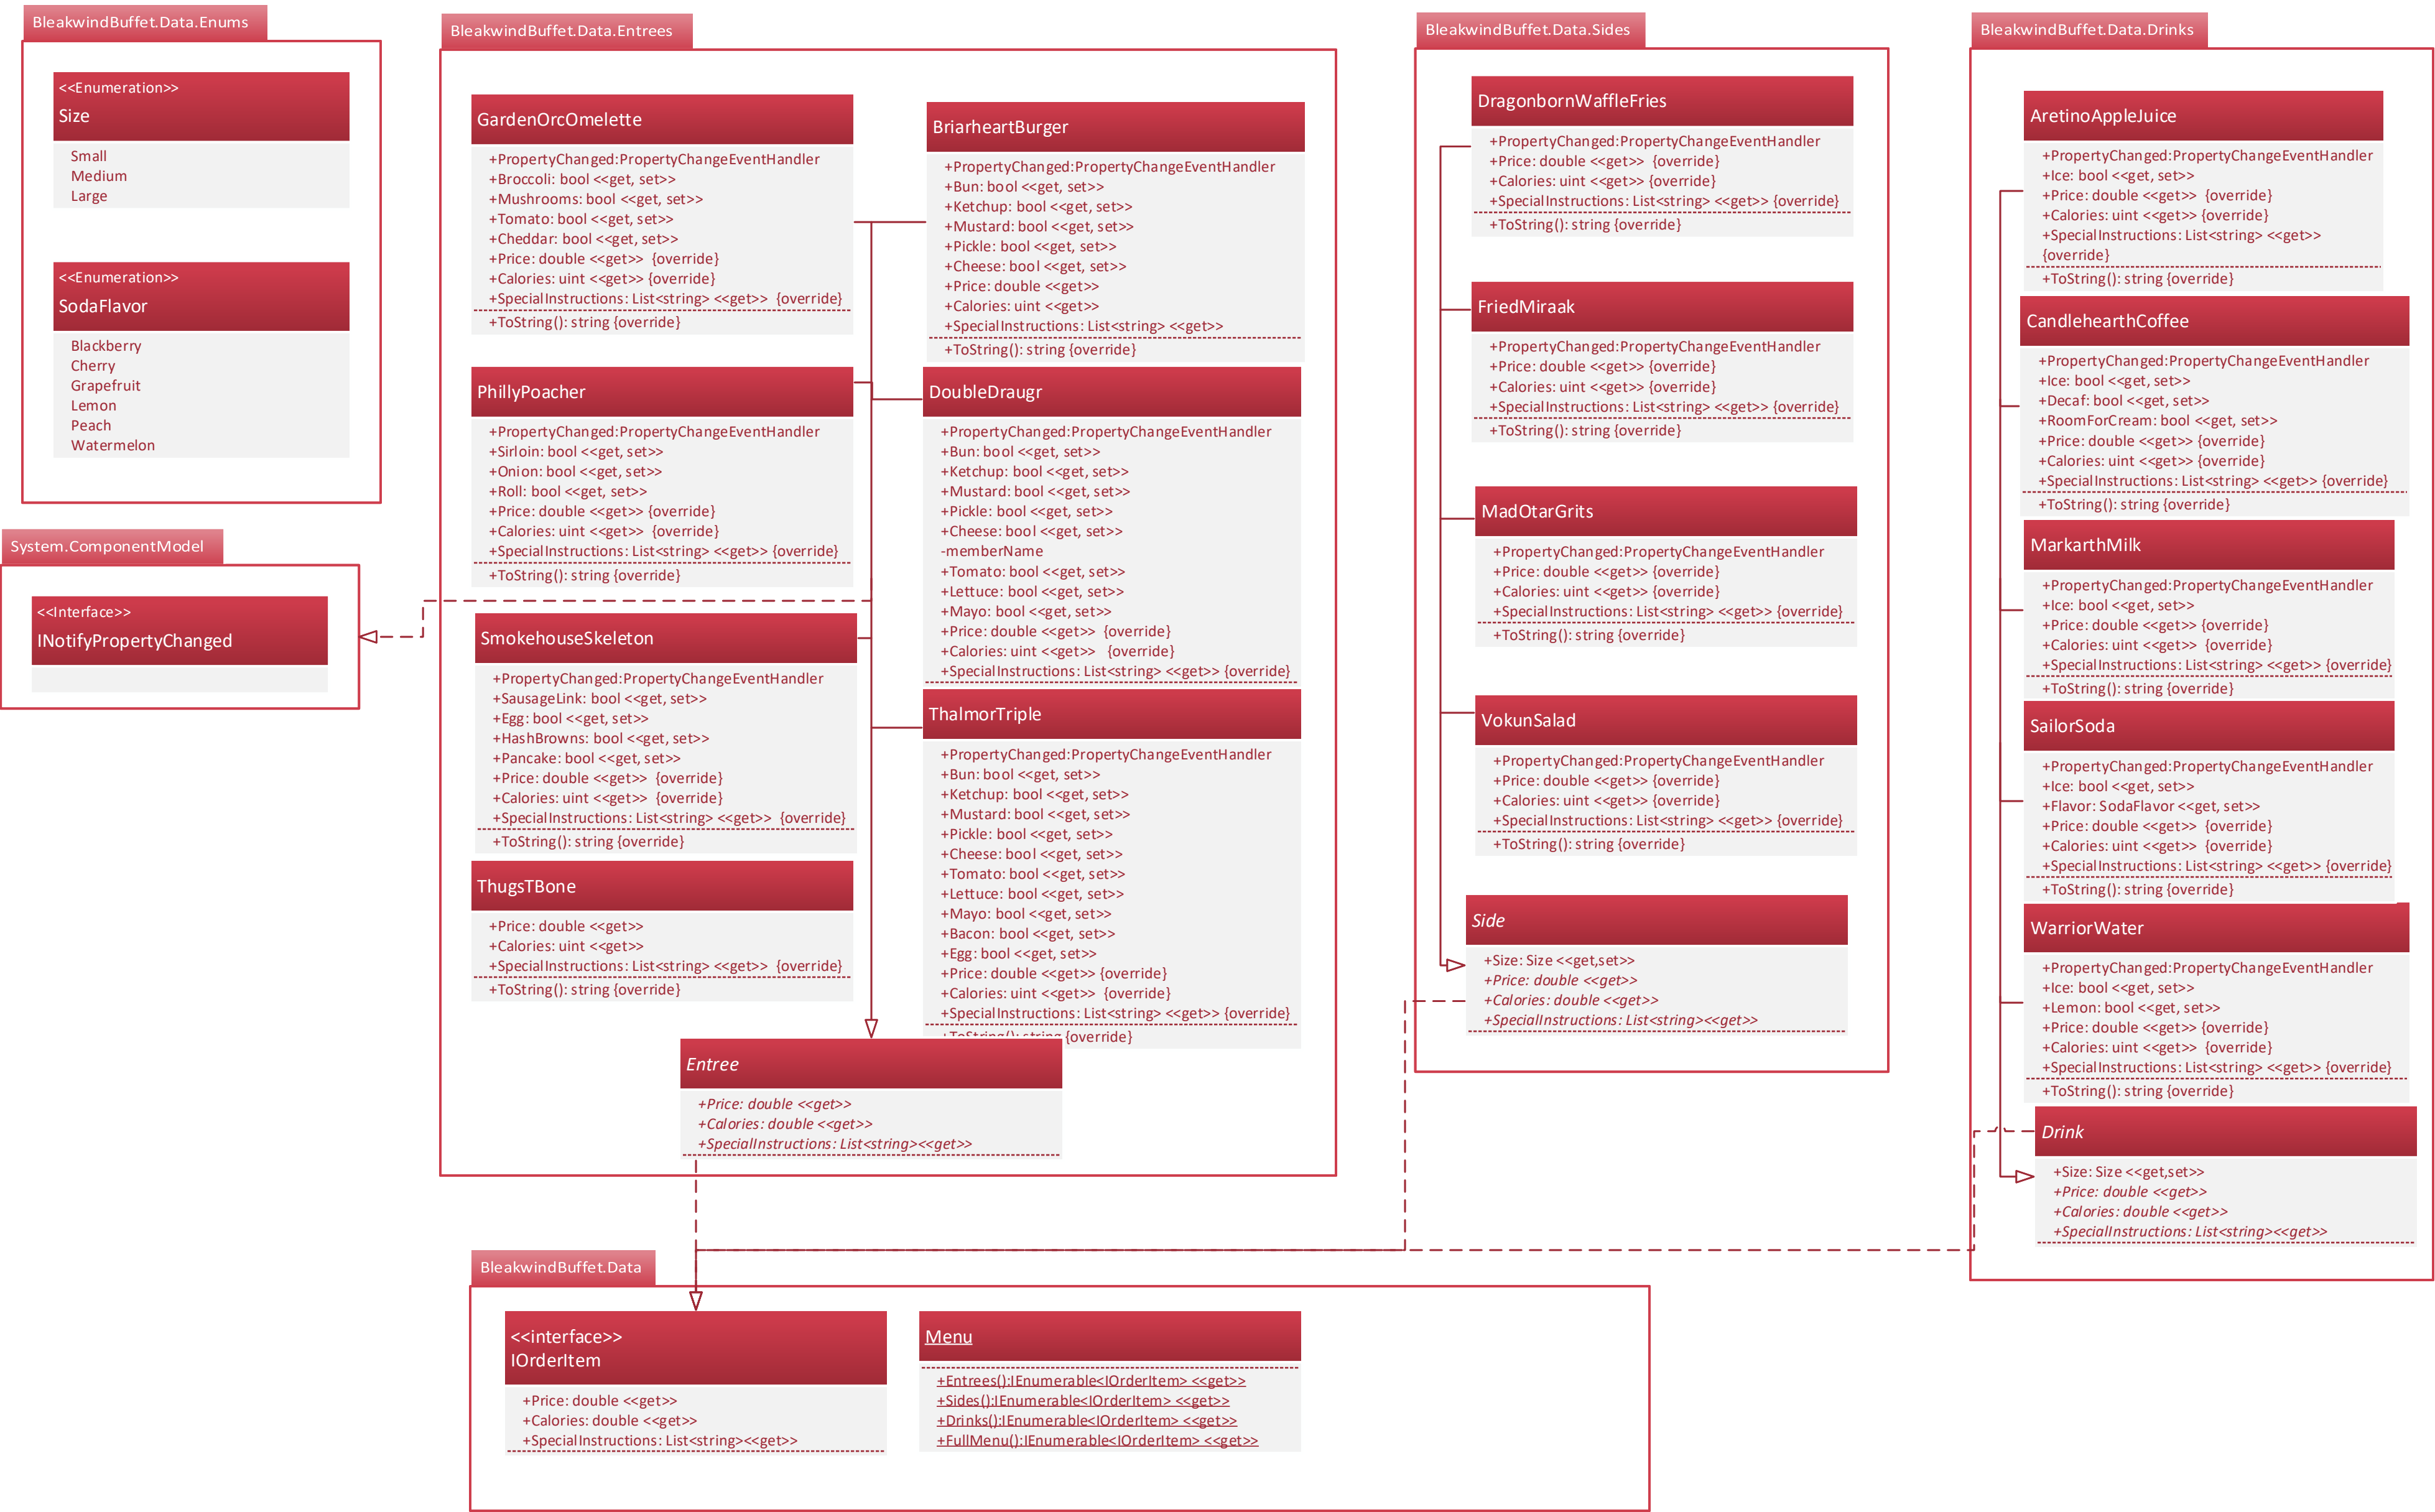 BleakwindBuffet.Data.Enums
<<Enumeration>>
Size
Small
Medium
Large
<<Enumeration>>
SodaFlavor
Blackberry
Cherry
Grapefruit
Lemon
Peach
Watermelon
System.ComponentModel
<<Interface>>
INotifyPropertyChanged
BleakwindBuffet.Data.Entrees
GardenOrcOmelette
+PropertyChanged:PropertyChangeEventHandler
+Broccoli: bool <<get, set>>
+Mushrooms: bool <<get, set>>
+Tomato: bool <<get, set>>
+Cheddar: bool <<get, set>>
+Price: double <<get>> {override}
+Calories: uint <<get>> {override}
+SpecialInstructions: List<string> <<get>> {override}
+ToString(): string {override}
PhillyPoacher
+PropertyChanged:PropertyChangeEventHandler
+Sirloin: bool <<get, set>>
+Onion: bool <<get, set>>
+Roll: bool <<get, set>>
+Price: double <<get>> {override}
+Calories: uint <<get>> {override}
+SpecialInstructions: List<string> <<get>> {override}
+ToString(): string {override}
SmokehouseSkeleton
+PropertyChanged:PropertyChangeEventHandler
+SausageLink: bool <<get, set>>
+Egg: bool <<get, set>>
+HashBrowns: bool <<get, set>>
+Pancake: bool <<get, set>>
+Price: double <<get>> {override}
+Calories: uint <<get>> {override}
+SpecialInstructions: List<string> <<get>> {override}
+ToString(): string {override}
ThugsTBone
+Price: double <<get>>
+Calories: uint <<get>>
+SpecialInstructions: List<string> <<get>> {override}
+ToString(): string {override}
BriarheartBurger
+PropertyChanged:PropertyChangeEventHandler
+Bun: bool <<get, set>>
+Ketchup: bool <<get, set>>
+Mustard: bool <<get, set>>
+Pickle: bool <<get, set>>
+Cheese: bool <<get, set>>
+Price: double <<get>>
+Calories: uint <<get>>
+SpecialInstructions: List<string> <<get>>
+ToString(): string {override}
DoubleDraugr
+PropertyChanged:PropertyChangeEventHandler
+Bun: bool <<get, set>>
+Ketchup: bool <<get, set>>
+Mustard: bool <<get, set>>
+Pickle: bool <<get, set>>
+Cheese: bool <<get, set>>
-memberName
+Tomato: bool <<get, set>>
+Lettuce: bool <<get, set>>
+Mayo: bool <<get, set>>
+Price: double <<get>> {override}
+Calories: uint <<get>> {override}
+SpecialInstructions: List<string> <<get>> {override}
ThalmorTriple
+PropertyChanged:PropertyChangeEventHandler
+Bun: bool <<get, set>>
+Ketchup: bool <<get, set>>
+Mustard: bool <<get, set>>
+Pickle: bool <<get, set>>
+Cheese: bool <<get, set>>
+Tomato: bool <<get, set>>
+Lettuce: bool <<get, set>>
+Mayo: bool <<get, set>>
+Bacon: bool <<get, set>>
+Egg: bool <<get, set>>
+Price: double <<get>> {override}
+Calories: uint <<get>> {override}
+SpecialInstructions: List<string> <<get>> {override}
+ToString(): string {override}
Entree
+Price: double <<get>>
+Calories: double <<get>>
+SpecialInstructions: List<string><<get>>
BleakwindBuffet.Data.Sides
DragonbornWaffleFries
+PropertyChanged:PropertyChangeEventHandler
+Price: double <<get>> {override}
+Calories: uint <<get>> {override}
+SpecialInstructions: List<string> <<get>> {override}
+ToString(): string {override}
FriedMiraak
+PropertyChanged:PropertyChangeEventHandler
+Price: double <<get>> {override}
+Calories: uint <<get>> {override}
+SpecialInstructions: List<string> <<get>> {override}
+ToString(): string {override}
MadOtarGrits
+PropertyChanged:PropertyChangeEventHandler
+Price: double <<get>> {override}
+Calories: uint <<get>> {override}
+SpecialInstructions: List<string> <<get>> {override}
+ToString(): string {override}
VokunSalad
+PropertyChanged:PropertyChangeEventHandler
+Price: double <<get>> {override}
+Calories: uint <<get>> {override}
+SpecialInstructions: List<string> <<get>> {override}
+ToString(): string {override}
Side
+Size: Size <<get,set>>
+Price: double <<get>>
+Calories: double <<get>>
+SpecialInstructions: List<string><<get>>
BleakwindBuffet.Data.Drinks
AretinoAppleJuice
+PropertyChanged:PropertyChangeEventHandler
+Ice: bool <<get, set>>
+Price: double <<get>> {override}
+Calories: uint <<get>> {override}
+SpecialInstructions: List<string> <<get>>
{override}
+ToString(): string {override}
CandlehearthCoffee
+PropertyChanged:PropertyChangeEventHandler
+Ice: bool <<get, set>>
+Decaf: bool <<get, set>>
+RoomForCream: bool <<get, set>>
+Price: double <<get>> {override}
+Calories: uint <<get>> {override}
+SpecialInstructions: List<string> <<get>> {override}
+ToString(): string {override}
MarkarthMilk
+PropertyChanged:PropertyChangeEventHandler
+Ice: bool <<get, set>>
+Price: double <<get>> {override}
+Calories: uint <<get>> {override}
+SpecialInstructions: List<string> <<get>> {override}
+ToString(): string {override}
SailorSoda
+PropertyChanged:PropertyChangeEventHandler
+Ice: bool <<get, set>>
+Flavor: SodaFlavor <<get, set>>
+Price: double <<get>> {override}
+Calories: uint <<get>> {override}
+SpecialInstructions: List<string> <<get>> {override}
+ToString(): string {override}
WarriorWater
+PropertyChanged:PropertyChangeEventHandler
+Ice: bool <<get, set>>
+Lemon: bool <<get, set>>
+Price: double <<get>> {override}
+Calories: uint <<get>> {override}
+SpecialInstructions: List<string> <<get>> {override}
+ToString(): string {override}
Drink
+Size: Size <<get,set>>
+Price: double <<get>>
+Calories: double <<get>>
+SpecialInstructions: List<string><<get>>
BleakwindBuffet.Data
<<interface>>
IOrderItem
+Price: double <<get>>
+Calories: double <<get>>
+SpecialInstructions: List<string><<get>>
Menu
+Entrees():IEnumerable<IOrderItem> <<get>>
+Sides():IEnumerable<IOrderItem> <<get>>
+Drinks():IEnumerable<IOrderItem> <<get>>
+FullMenu():IEnumerable<IOrderItem> <<get>>